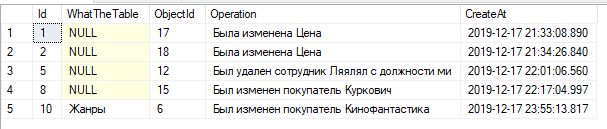 Id WhatTheTable ObjectId Operation CreateAt
1 1 NULL 17 Была изменена Цена 2019-12-17 21:33:08.890
2 2 NULL 18 Была изменена Цена 2019-12-17 21:34:26.840
3 5 NULL 12 Был удален сотрудник Ляялял с должности ми 2019-12-17 22:01:06.560
4 8 NULL 15 Был изменен покупатель Куркович 2019-12-17 22:17:04.997
5 10 Жанры 6 Был изменен покупатель Кинофантастика 2019-12-17 23:55:13.817